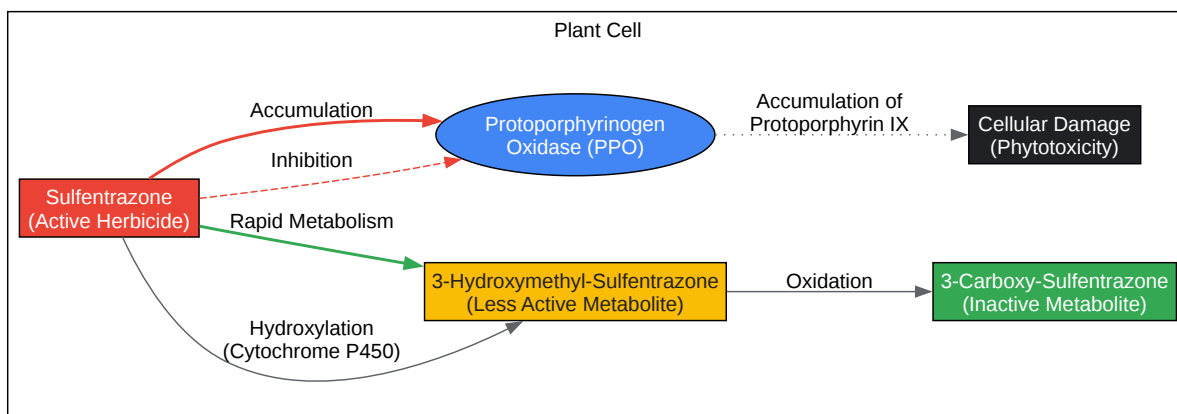 Plant Cell
Accumulation
Protoporphyrinogen
Oxidase (PPO)
Accumulation of
Protoporphyrin IX
Cellular Damage
(Phytotoxicity)
Inhibition
Sulfentrazone
(Active Herbicide)
Rapid Metabolism
3-Hydroxymethyl-Sulfentrazone
(Less Active Metabolite)
Oxidation
3-Carboxy-Sulfentrazone
(Inactive Metabolite)
Hydroxylation
(Cytochrome P450)